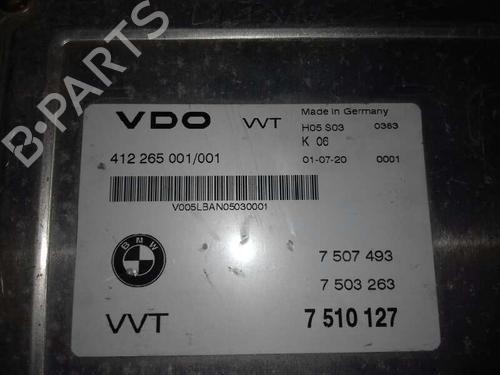 B-PARTS
VDO VVT Made in Germany
H05 S03 0363
412 265 001/001 K 06
01-07-20 0001
V005LBAN05030001
BMW
7 507 493
7 503 263
VVT 7 510 127